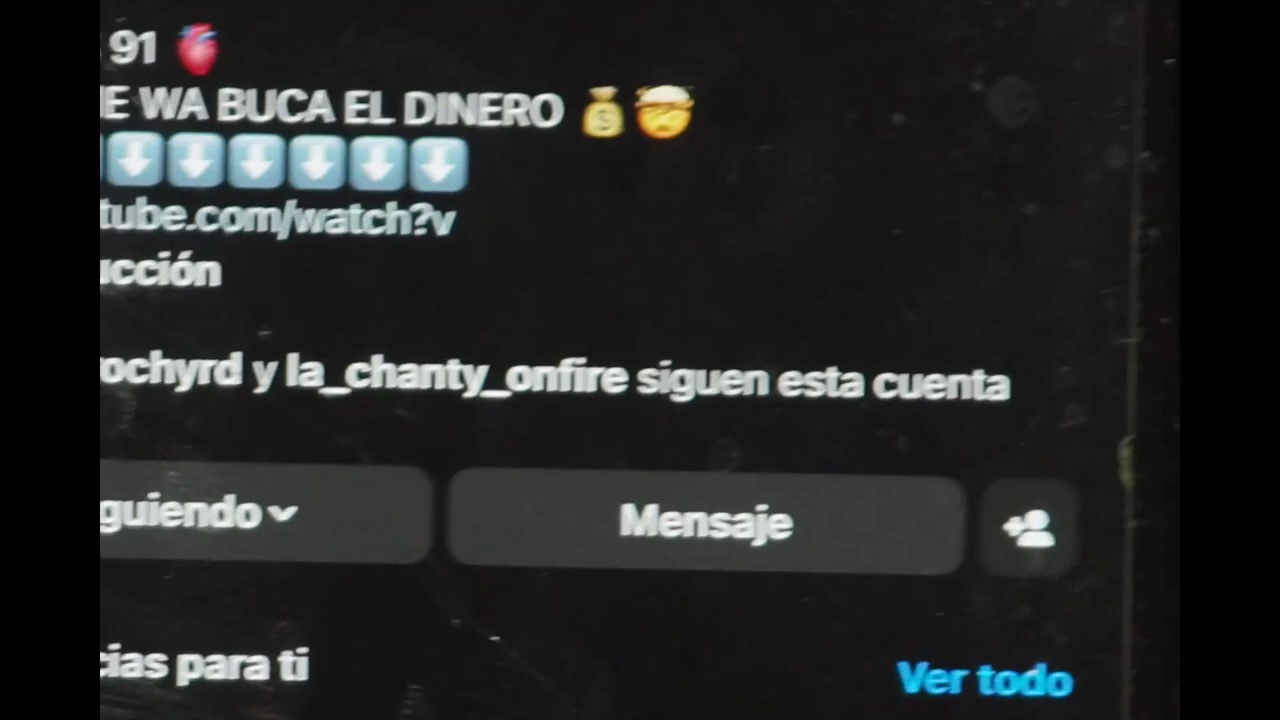 91 🫀
WA BUCA EL DINERO 💰🤯
⬇️⬇️⬇️⬇️⬇️⬇️
tube.com/watch?v
ucción
ochyrd y la_chanty_onfire siguen esta cuenta
guiendo
Mensaje
cias para ti
Ver todo